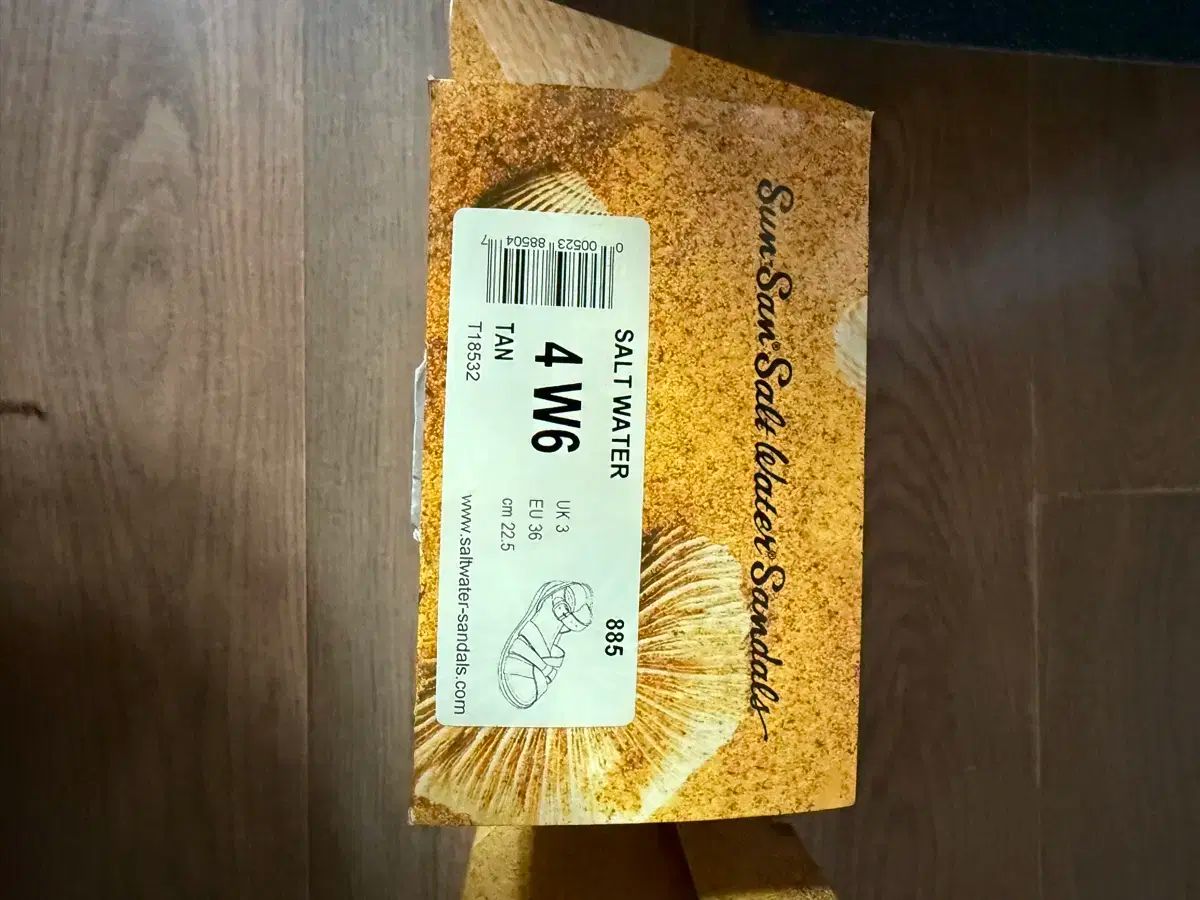 Sun-San® Salt Water® Sandals
SALT WATER 885
0 00523 88504 7
4 W6
UK 3
EU 36
cm 22.5
TAN
T18532
www.saltwater-sandals.com